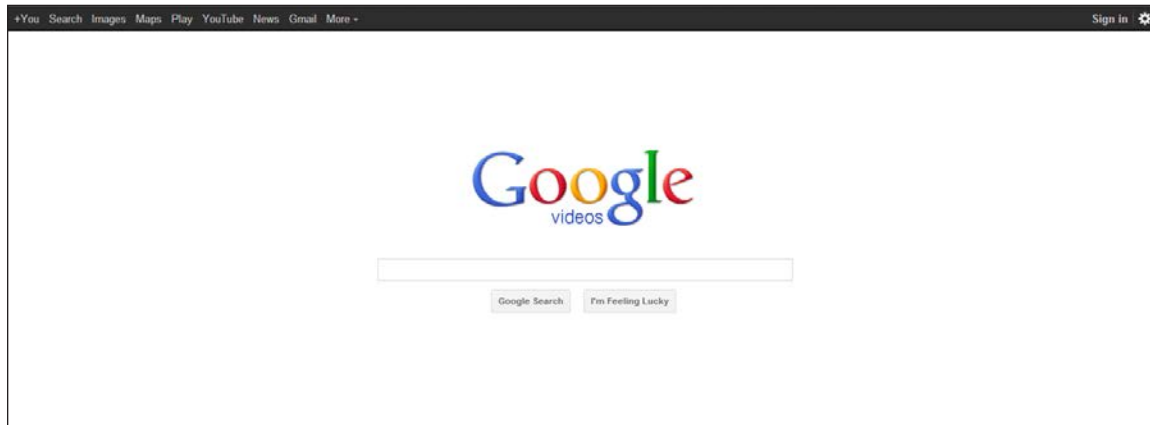 +You Search Images Maps Play YouTube News Gmail More Sign in
Google
videos
Google Search I'm Feeling Lucky